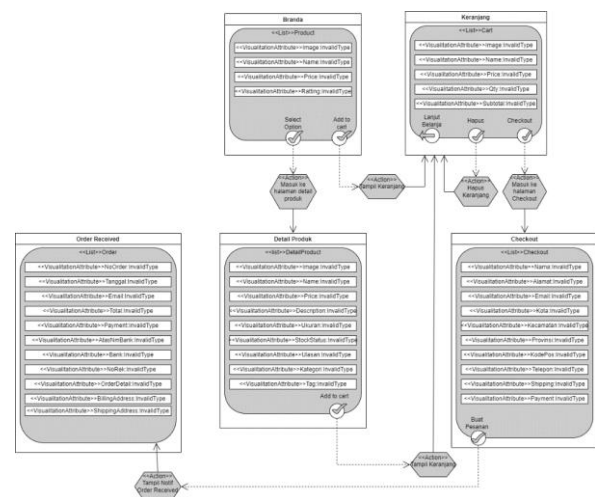 Branda
<<List>>Product
<<VisualitationAttribute>>Image:InvalidType
<<VisualitationAttribute>>Name:InvalidType
<<VisualitationAttribute>>Price:InvalidType
<<VisualitationAttribute>>Ratting:InvalidType
Select
Option
Add to
cart
Keranjang
<<List>>Cart
<<VisualitationAttribute>>Image:InvalidType
<<VisualitationAttribute>>Name:InvalidType
<<VisualitationAttribute>>Price:InvalidType
<<VisualitationAttribute>>Qty:InvalidType
<<VisualitationAttribute>>Subtotal:InvalidType
Lanjut
Belanja
Hapus
Checkout
<<Action>>
Masuk ke
halaman detail
produk
<<Action>>
Tampil Keranjang
<<Action>>
Hapus
Keranjang
<<Action>>
Masuk ke
halaman
Checkout
Order Received
<<List>>Order
<<VisualitationAttribute>>NoOrder:InvalidType
<<VisualitationAttribute>>Tanggal:InvalidType
<<VisualitationAttribute>>Email:InvalidType
<<VisualitationAttribute>>Total:InvalidType
<<VisualitationAttribute>>Payment:InvalidType
<<VisualitationAttribute>>AtasNmBank:InvalidType
<<VisualitationAttribute>>Bank:InvalidType
<<VisualitationAttribute>>NoRek:InvalidType
<<VisualitationAttribute>>OrderDetail:InvalidType
<<VisualitationAttribute>>BillingAddress:InvalidType
<<VisualitationAttribute>>ShippingAddress:InvalidType
Detail Produk
<<list>>DetailProduct
<<VisualitationAttribute>>Image:InvalidType
<<VisualitationAttribute>>Name:InvalidType
<<VisualitationAttribute>>Price:InvalidType
<<VisualitationAttribute>>Description:InvalidType
<<VisualitationAttribute>>Ukuran:InvalidType
<<VisualitationAttribute>>StockStatus:InvalidType
<<VisualitationAttribute>>Ulasan:InvalidType
<<VisualitationAttribute>>Kategori:InvalidType
<<VisualitationAttribute>>Tag:InvalidType
Add to cart
Checkout
<<List>>Checkout
<<VisualitationAttribute>>Nama:InvalidType
<<VisualitationAttribute>>Alamat:InvalidType
<<VisualitationAttribute>>Email:InvalidType
<<VisualitationAttribute>>Kota:InvalidType
<<VisualitationAttribute>>Kecamatan:InvalidType
<<VisualitationAttribute>>Provinsi:InvalidType
<<VisualitationAttribute>>KodePos:InvalidType
<<VisualitationAttribute>>Telepon:InvalidType
<<VisualitationAttribute>>Shipping:InvalidType
<<VisualitationAttribute>>Payment:InvalidType
Buat
Pesanan
<<Action>>
Tampil Keranjang
<<Action>>
Tampil Notif
Order Received